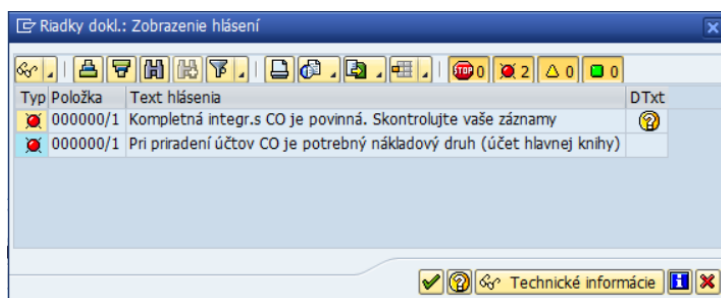 Riadky dokl.: Zobrazenie hlásení
STOP 0 2 0 0
Typ Položka Text hlásenia DTxt
000000/1 Kompletná integr.s CO je povinná. Skontrolujte vaše záznamy
000000/1 Pri priradení účtov CO je potrebný nákladový druh (účet hlavnej knihy)
Technické informácie